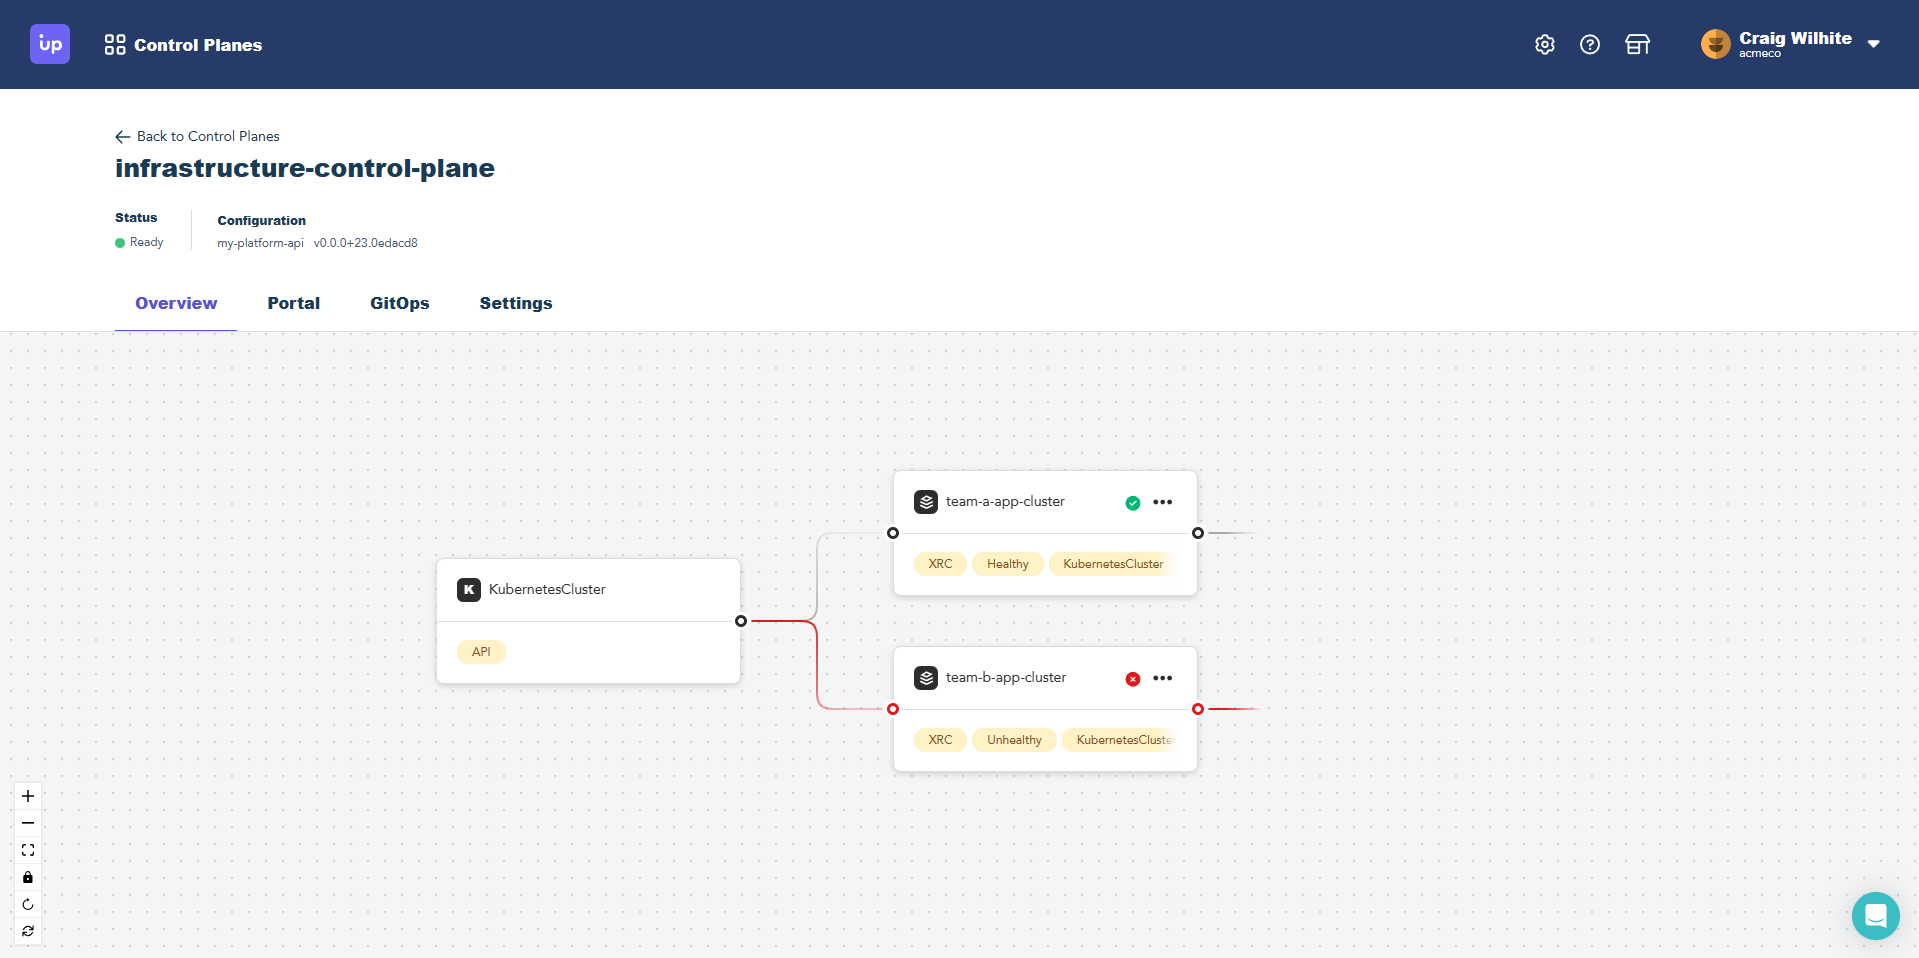 up
Control Planes
Craig Wilhite
acmeco
Back to Control Planes
infrastructure-control-plane
Status
Ready
Configuration
my-platform-api v0.0.0+23.0edacd8
Overview
Portal
GitOps
Settings
KubernetesCluster
API
team-a-app-cluster
XRC
Healthy
KubernetesCluster
team-b-app-cluster
XRC
Unhealthy
KubernetesCluster